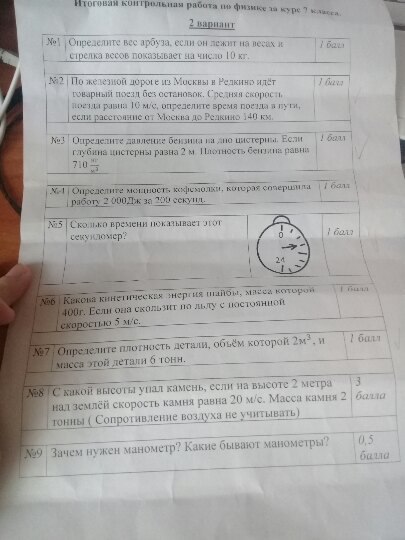 Итоговая контрольная работа по физике за курс 7 класса.
2 вариант
№1 Определите вес арбуза, если он лежит на весах и 1 балл
стрелка весов показывает на число 10 кг.
№2 По железной дороге из Москвы в Редкино идёт 1 балл
товарный поезд без остановок. Средняя скорость
поезда равна 10 м/с, определите время поезда в пути,
если расстояние от Москва до Редкино 140 км.
№3 Определите давление бензина на дно цистерны. Если 1 балл
глубина цистерны равна 2 м. Плотность бензина равна
710 кг/м³
№4 Определите мощность кофемолки, которая совершила 1 балл
работу 2 000Дж за 200 секунд.
№5 Сколько времени показывает этот 1 балл
секундомер?
0
24
№6 Какова кинетическая энергия шайбы, масса которой 1 балл
400г. Если она скользит по льду с постоянной
скоростью 5 м/с.
№7 Определите плотность детали, объём которой 2м³, и 1 балл
масса этой детали 6 тонн.
№8 С какой высоты упал камень, если на высоте 2 метра 3
над землёй скорость камня равна 20 м/с. Масса камня 2 балла
тонны ( Сопротивление воздуха не учитывать)
№9 Зачем нужен манометр? Какие бывают манометры? 0,5
балла